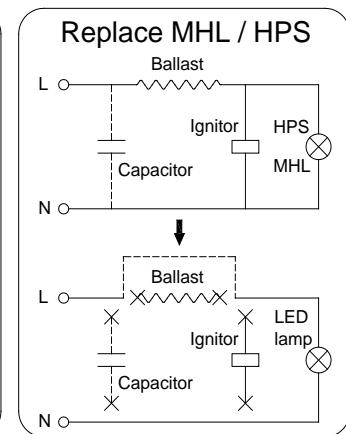 Replace MHL / HPS
Ballast
L
Ignitor
HPS
MHL
Capacitor
N
Ballast
L
Ignitor
LED
lamp
Capacitor
N